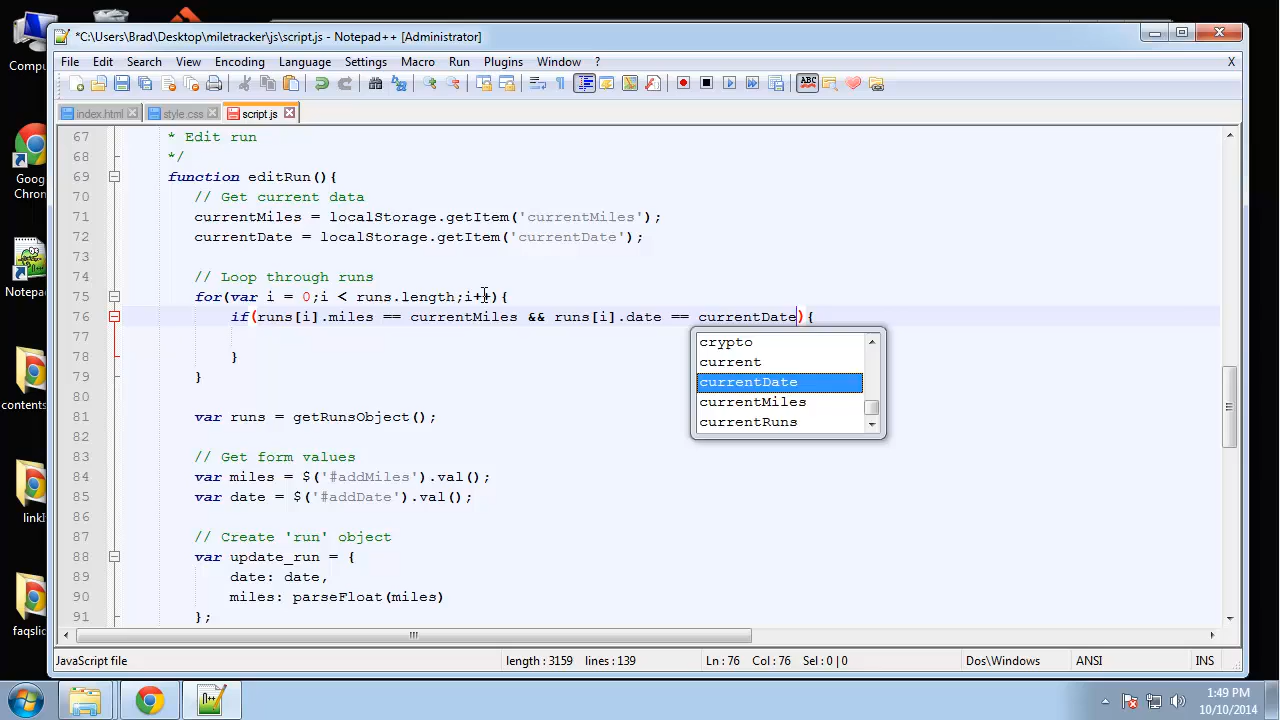 *C:\Users\Brad\Desktop\miletracker\js\script.js - Notepad++ [Administrator]
File Edit Search View Encoding Language Settings Macro Run Plugins Window ? X
index.html style.css script.js
67 * Edit run
68 */
69 function editRun(){
70 // Get current data
71 currentMiles = localStorage.getItem('currentMiles');
72 currentDate = localStorage.getItem('currentDate');
73
74 // Loop through runs
75 for(var i = 0;i < runs.length;i++){
76 if(runs[i].miles == currentMiles && runs[i].date == currentDate){
77
78 }
79 }
80
81 var runs = getRunsObject();
82
83 // Get form values
84 var miles = $('#addMiles').val();
85 var date = $('#addDate').val();
86
87 // Create 'run' object
88 var update_run = {
89 date: date,
90 miles: parseFloat(miles)
91 };
crypto
current
currentDate
currentMiles
currentRuns
JavaScript file length : 3159 lines : 139 Ln : 76 Col : 76 Sel : 0 | 0 Dos\Windows ANSI INS
Compu
Goog
Chron
Notepa
contents
linkI
faqslic
1:49 PM
10/10/2014